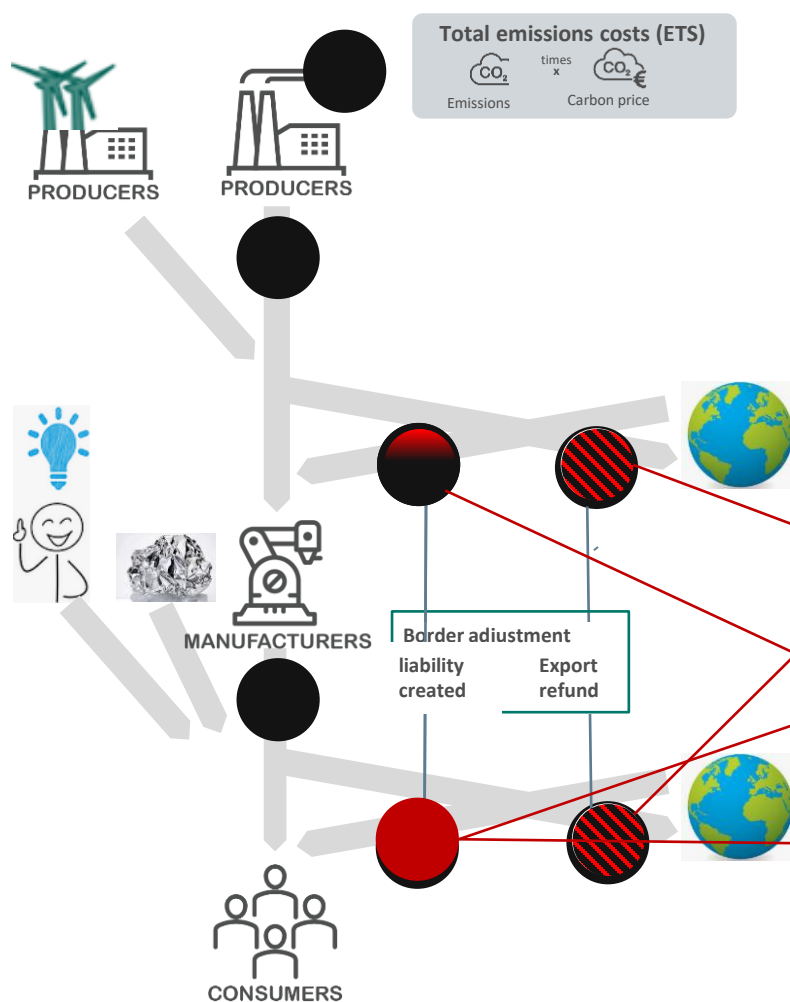 Total emissions costs (ETS)
CO₂
times
x
CO₂
€
Emissions
Carbon price
PRODUCERS
PRODUCERS
MANUFACTURERS
Border adiustment
liability
created
Export
refund
CONSUMERS